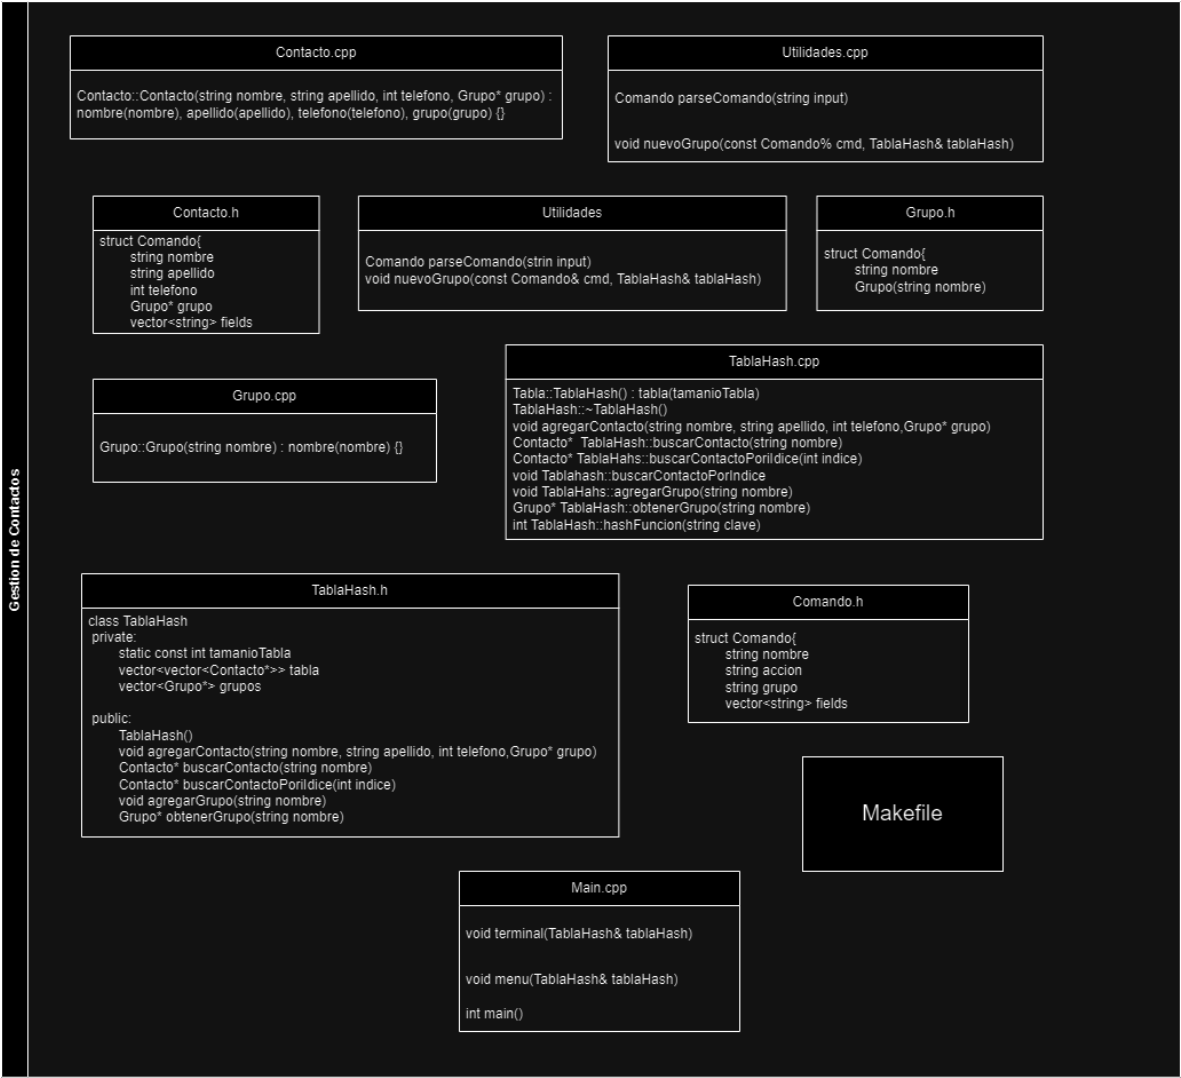 Gestion de Contados
Contacto.cpp
Contacto::Contacto(string nombre, string apellido, int telefono, Grupo* grupo) :
nombre(nombre), apellido(apellido), telefono(telefono), grupo(grupo) {}
Utilidades.cpp
Comando parseComando(string input)
void nuevoGrupo(const Comando% cmd, TablaHash& tablaHash)
Contacto.h
struct Comando{
string nombre
string apellido
int telefono
Grupo* grupo
vector<string> fields
Utilidades
Comando parseComando(strin input)
void nuevoGrupo(const Comando& cmd, TablaHash& tablaHash)
Grupo.h
struct Comando{
string nombre
Grupo(string nombre)
Grupo.cpp
Grupo::Grupo(string nombre) : nombre(nombre) {}
TablaHash.cpp
Tabla::TablaHash() : tabla(tamanioTabla)
TablaHash::~TablaHash()
void agregarContacto(string nombre, string apellido, int telefono,Grupo* grupo)
Contacto*  TablaHash::buscarContacto(string nombre)
Contacto* TablaHahs::buscarContactoPorildice(int indice)
void Tablahash::buscarContactoPorIndice
void TablaHahs::agregarGrupo(string nombre)
Grupo* TablaHash::obtenerGrupo(string nombre)
int TablaHash::hashFuncion(string clave)
TablaHash.h
class TablaHash
private:
static const int tamanioTabla
vector<vector<Contacto*>> tabla
vector<Grupo*> grupos
public:
TablaHash()
void agregarContacto(string nombre, string apellido, int telefono,Grupo* grupo)
Contacto* buscarContacto(string nombre)
Contacto* buscarContactoPorildice(int indice)
void agregarGrupo(string nombre)
Grupo* obtenerGrupo(string nombre)
Comando.h
struct Comando{
string nombre
string accion
string grupo
vector<string> fields
Makefile
Main.cpp
void terminal(TablaHash& tablaHash)
void menu(TablaHash& tablaHash)
int main()